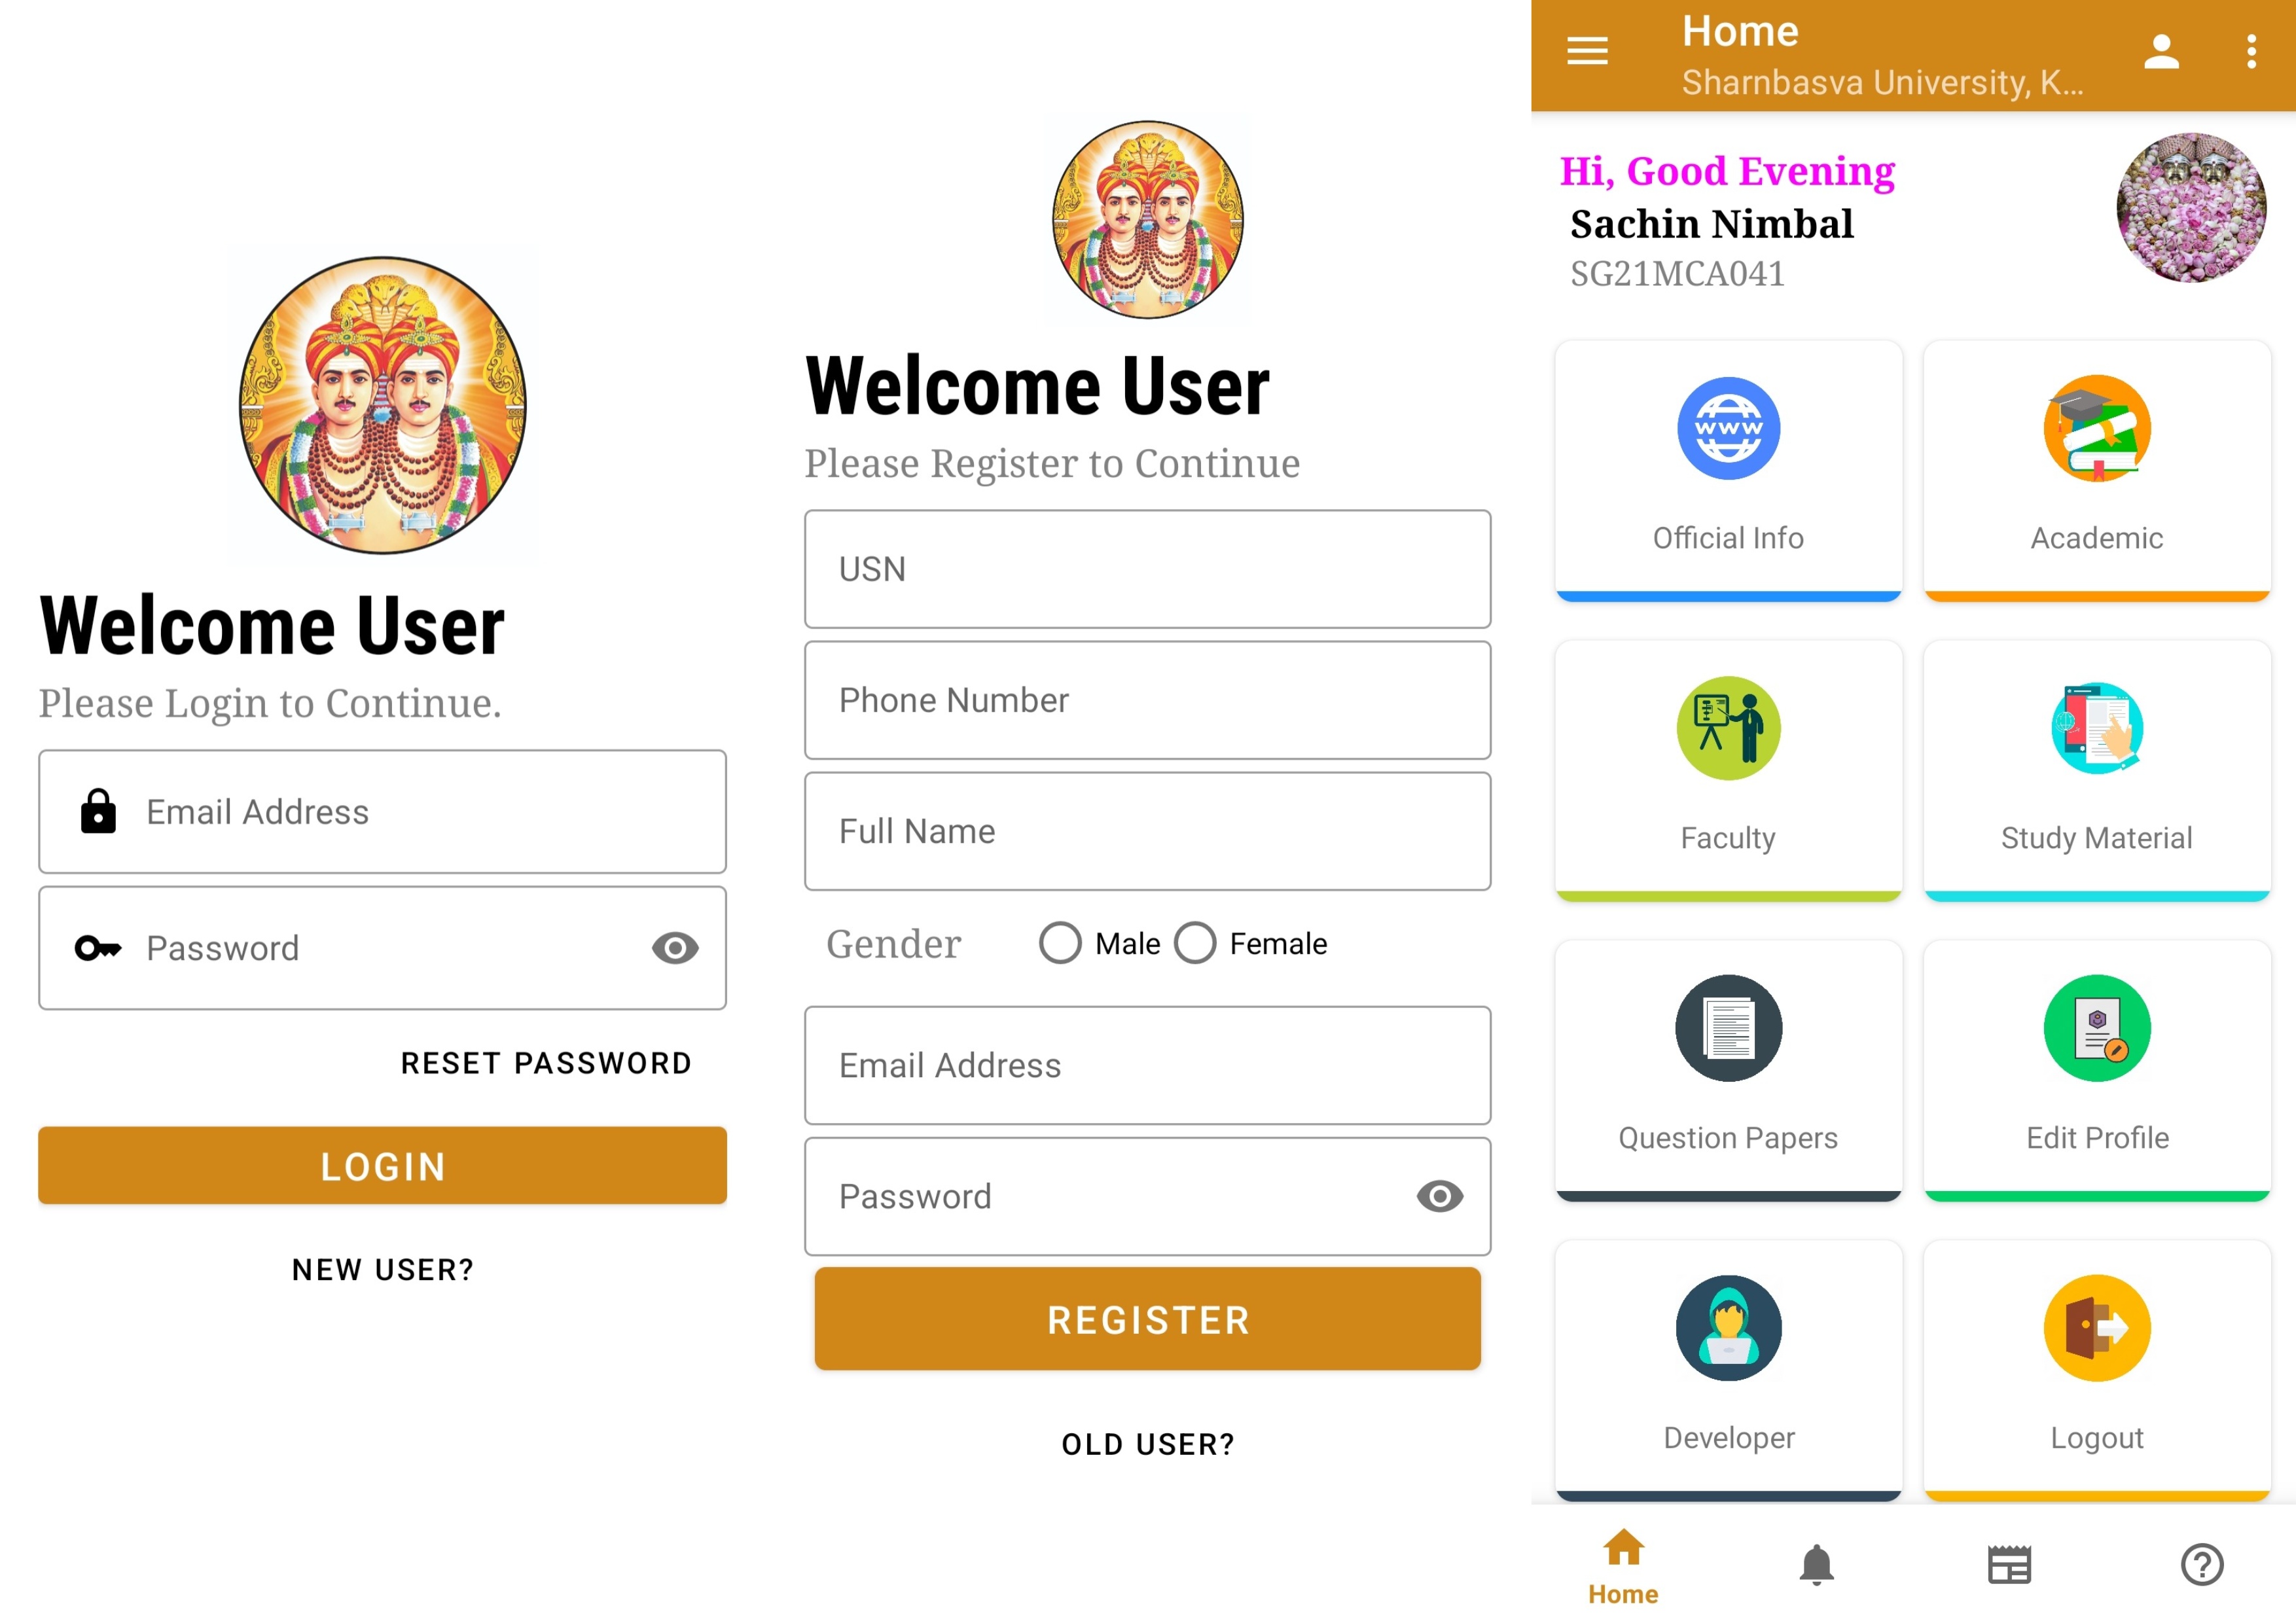 Welcome User
Please Login to Continue.
Email Address
Password
RESET PASSWORD
LOGIN
NEW USER?
Welcome User
Please Register to Continue
USN
Phone Number
Full Name
Gender Male Female
Email Address
Password
REGISTER
OLD USER?
Home
Sharnbasva University, K...
Hi, Good Evening
Sachin Nimbal
SG21MCA041
www
Official Info
Academic
Faculty
Study Material
Question Papers
Edit Profile
Developer
Logout
Home